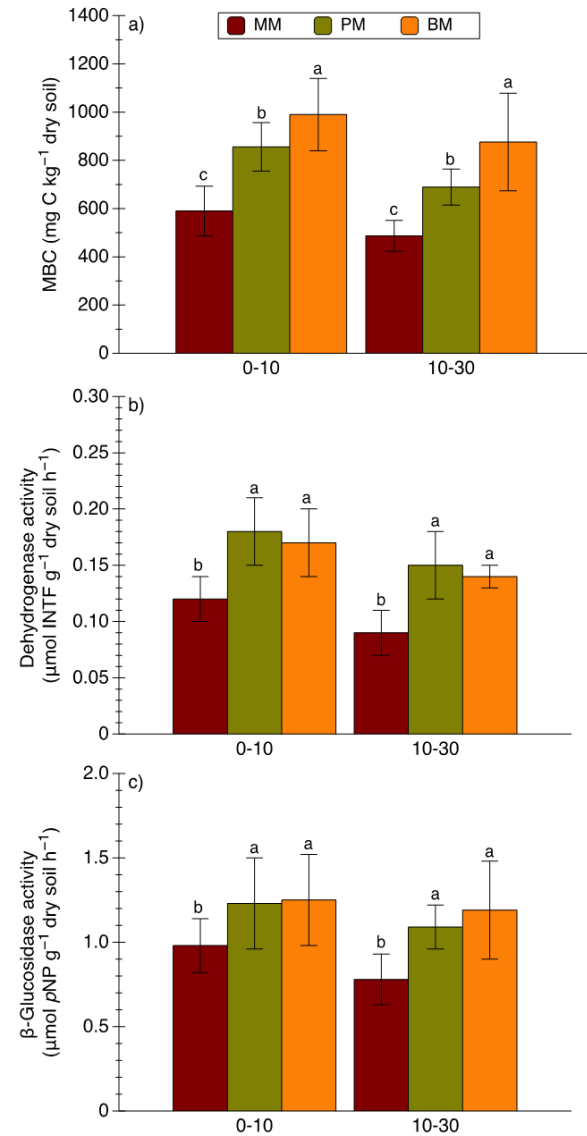 MM PM BM
a)
MBC (mg C kg⁻¹ dry soil)
1400
1200
1000
800
600
400
200
0
c b a c b a
0-10 10-30
b)
Dehydrogenase activity
(μmol INTF g⁻¹ dry soil h⁻¹)
0.30
0.25
0.20
0.15
0.10
0.05
0
b a a b a a
0-10 10-30
c)
β-Glucosidase activity
(μmol pNP g⁻¹ dry soil h⁻¹)
2.0
1.5
1.0
0.5
0
b a a b a a
0-10 10-30